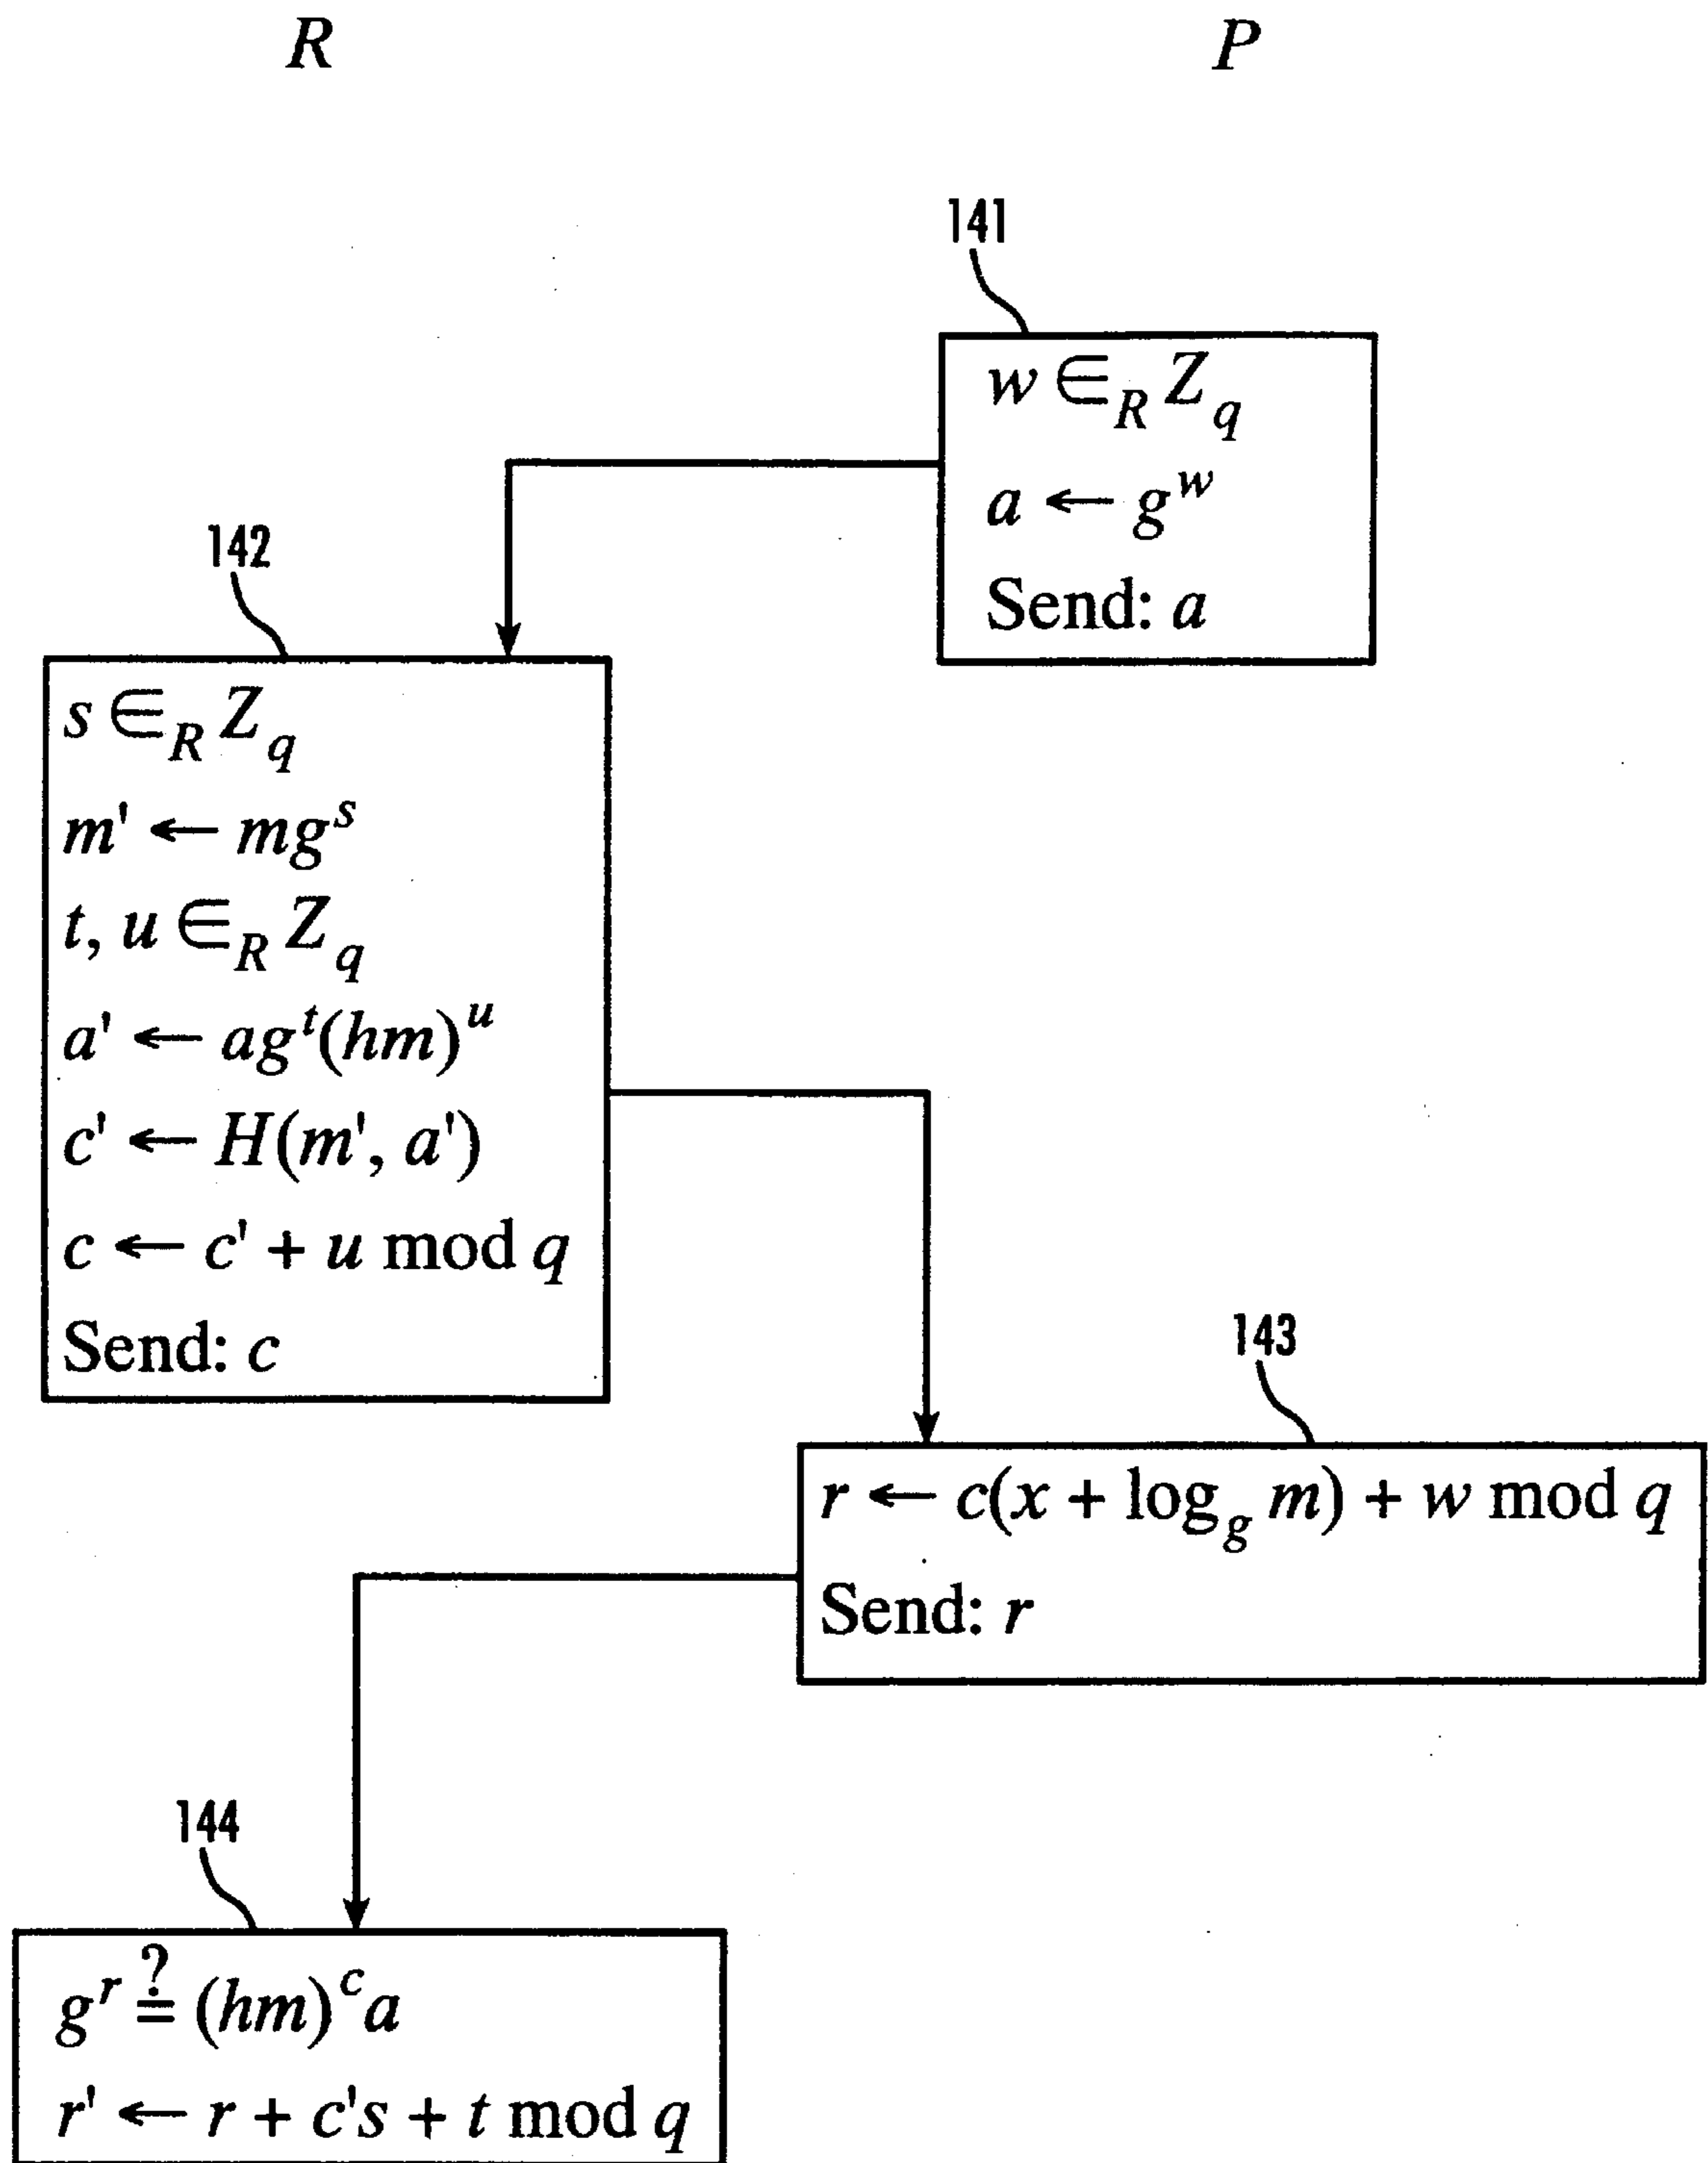 R P
141
w ∈_R Z_q
a ← g^w
Send: a
142
s ∈_R Z_q
m' ← mg^s
t, u ∈_R Z_q
a' ← ag^t(hm)^u
c' ← H(m', a')
c ← c' + u mod q
Send: c
143
r ← c(x + log_g m) + w mod q
Send: r
144
g^r ≟ (hm)^c a
r' ← r + c's + t mod q